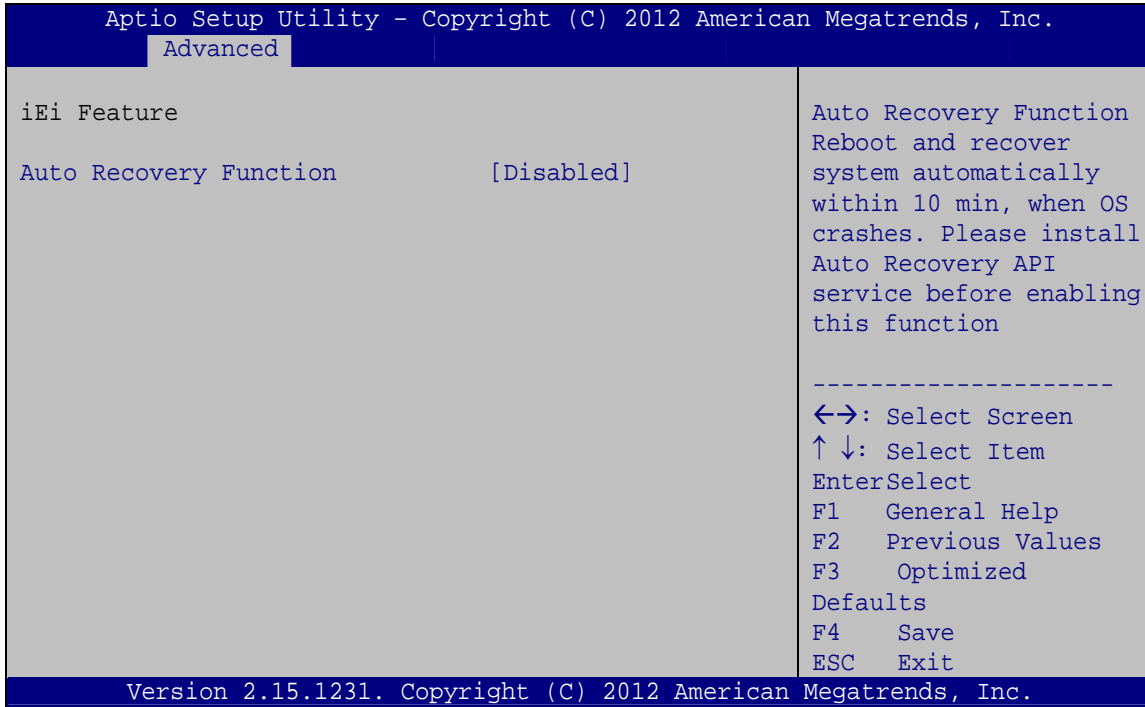 Aptio Setup Utility – Copyright (C) 2012 American Megatrends, Inc.
Advanced
iEi Feature
Auto Recovery Function [Disabled]
Auto Recovery Function
Reboot and recover
system automatically
within 10 min, when OS
crashes. Please install
Auto Recovery API
service before enabling
this function
---------------------
←→: Select Screen
↑ ↓: Select Item
EnterSelect
F1 General Help
F2 Previous Values
F3 Optimized
Defaults
F4 Save
ESC Exit
Version 2.15.1231. Copyright (C) 2012 American Megatrends, Inc.